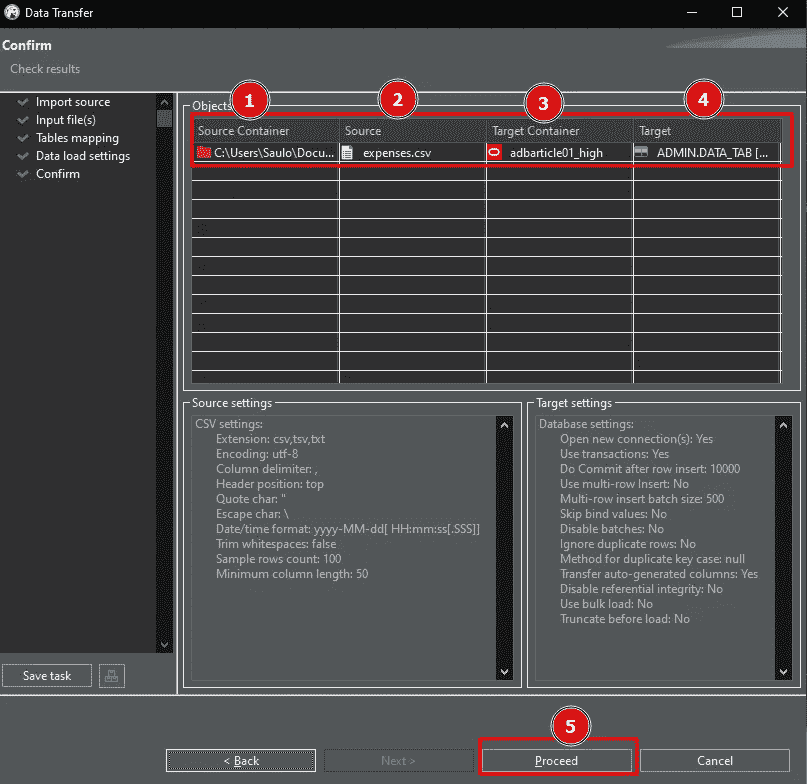 Data Transfer
Confirm
Check results
Import source
Input file(s)
Tables mapping
Data load settings
Confirm
Objects
1
2
3
4
Source Container Source Target Container Target
C:\Users\Saulo\Docu... expenses.csv adbarticle01_high ADMIN.DATA_TAB [...
Source settings
CSV settings:
Extension: csv,tsv,txt
Encoding: utf-8
Column delimiter: ,
Header position: top
Quote char: "
Escape char: \
Date/time format: yyyy-MM-dd[ HH:mm:ss[.SSS]]
Trim whitespaces: false
Sample rows count: 100
Minimum column length: 50
Target settings
Database settings:
Open new connection(s): Yes
Use transactions: Yes
Do Commit after row insert: 10000
Use multi-row Insert: No
Multi-row insert batch size: 500
Skip bind values: No
Disable batches: No
Ignore duplicate rows: No
Method for duplicate key case: null
Transfer auto-generated columns: Yes
Disable referential integrity: No
Use bulk load: No
Truncate before load: No
Save task
5
< Back Next > Proceed Cancel